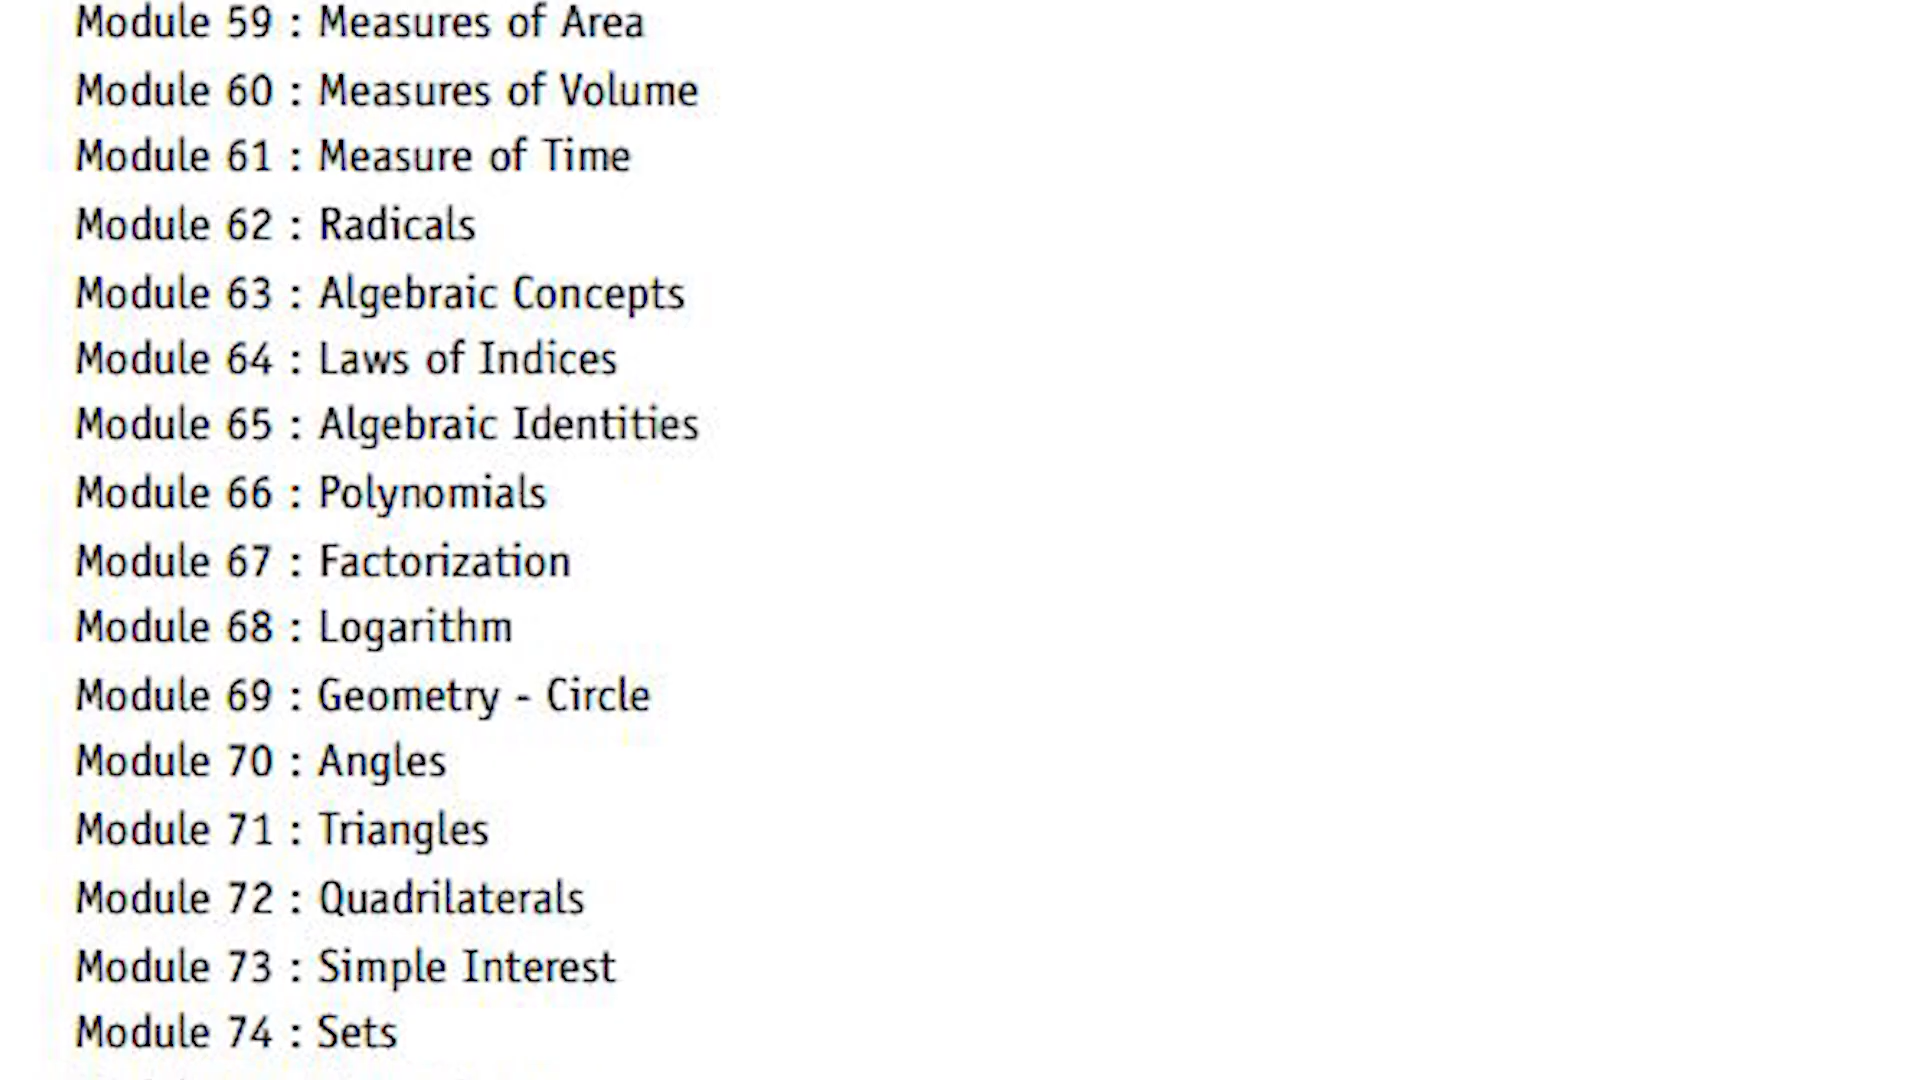 Module 59 : Measures of Area
Module 60 : Measures of Volume
Module 61 : Measure of Time
Module 62 : Radicals
Module 63 : Algebraic Concepts
Module 64 : Laws of Indices
Module 65 : Algebraic Identities
Module 66 : Polynomials
Module 67 : Factorization
Module 68 : Logarithm
Module 69 : Geometry - Circle
Module 70 : Angles
Module 71 : Triangles
Module 72 : Quadrilaterals
Module 73 : Simple Interest
Module 74 : Sets